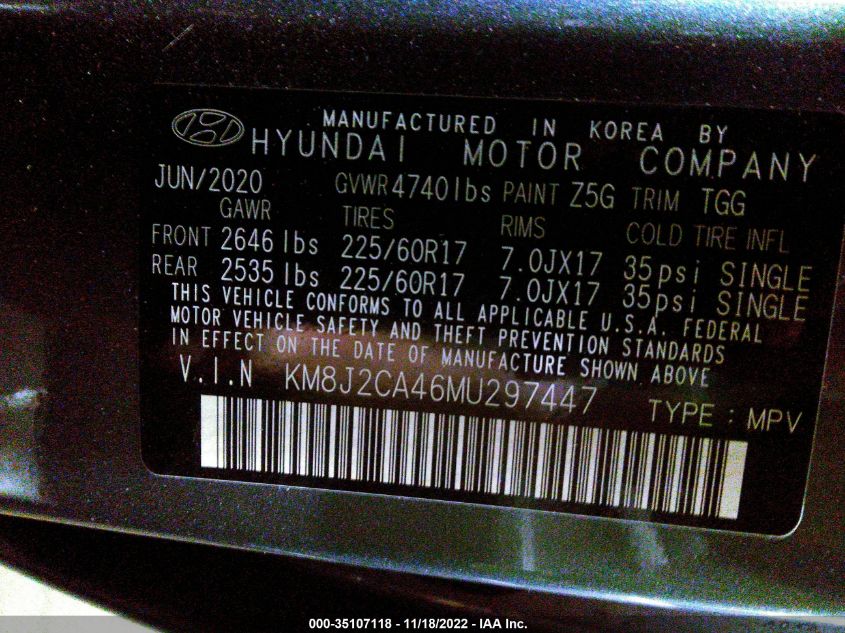 MANUFACTURED IN KOREA BY
HYUNDAI MOTOR COMPANY
JUN/2020 GVWR 4740lbs PAINT Z5G TRIM TGG
GAWR TIRES RIMS COLD TIRE INFL
FRONT 2646 lbs 225/60R17 7.0JX17 35psi SINGLE
REAR 2535 lbs 225/60R17 7.0JX17 35psi SINGLE
THIS VEHICLE CONFORMS TO ALL APPLICABLE U.S.A. FEDERAL
MOTOR VEHICLE SAFETY AND THEFT PREVENTION STANDARDS
IN EFFECT ON THE DATE OF MANUFACTURE SHOWN ABOVE
V.I.N KM8J2CA46MU297447 TYPE : MPV
000-35107118 - 11/18/2022 - IAA Inc.